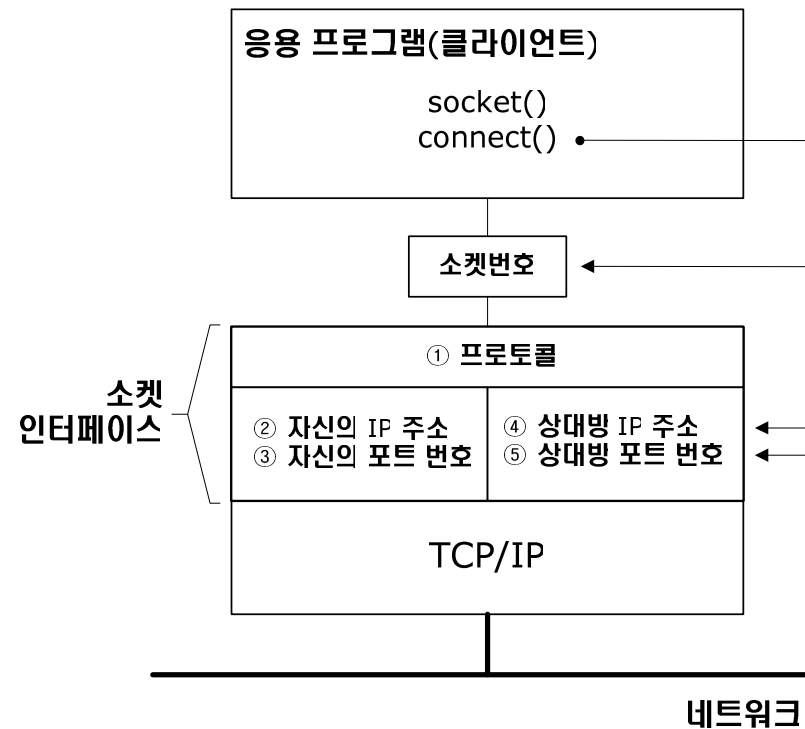 응용 프로그램(클라이언트)
socket()
connect()
소켓번호
① 프로토콜
소켓
인터페이스
② 자신의 IP 주소
③ 자신의 포트 번호
④ 상대방 IP 주소
⑤ 상대방 포트 번호
TCP/IP
네트워크